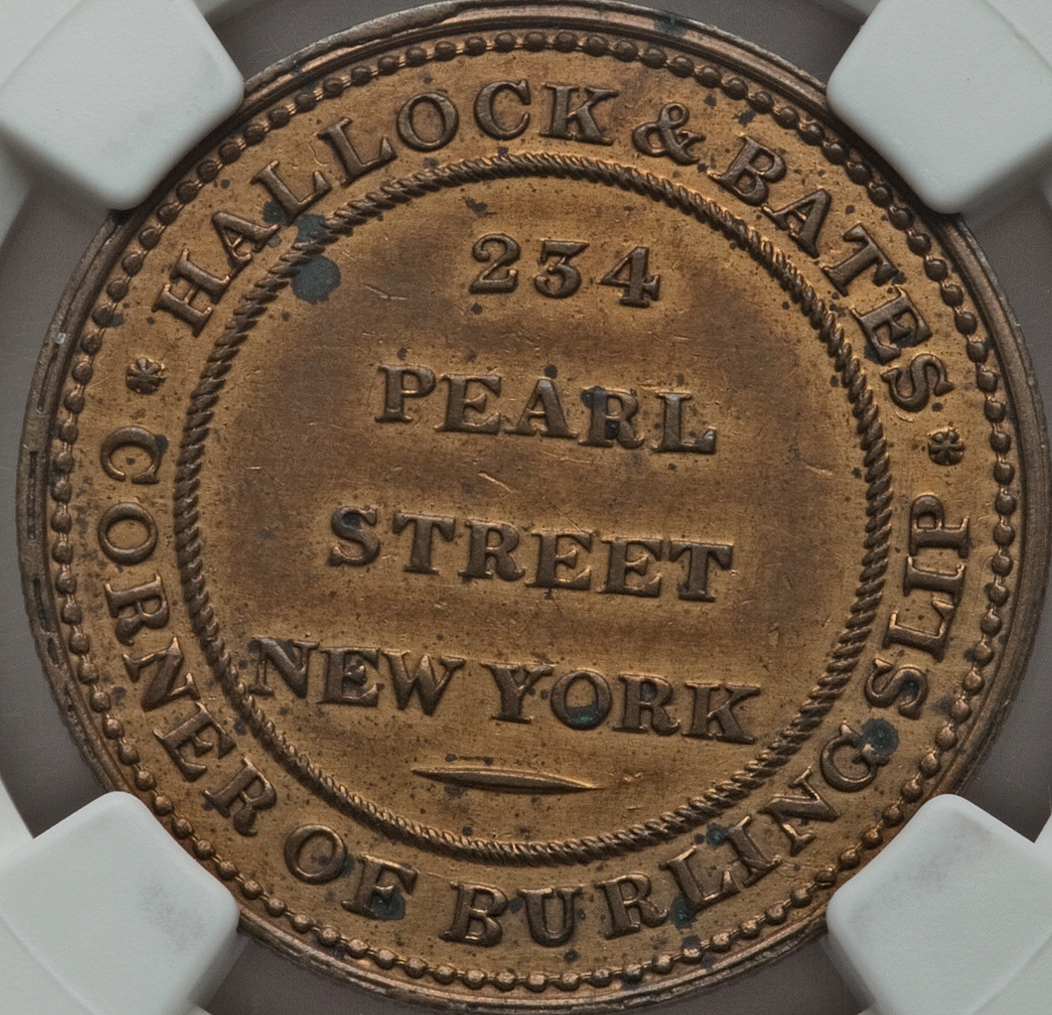 HALLOCK & BATES
234
PEARL
STREET
NEW YORK
CORNER OF BURLING SLIP